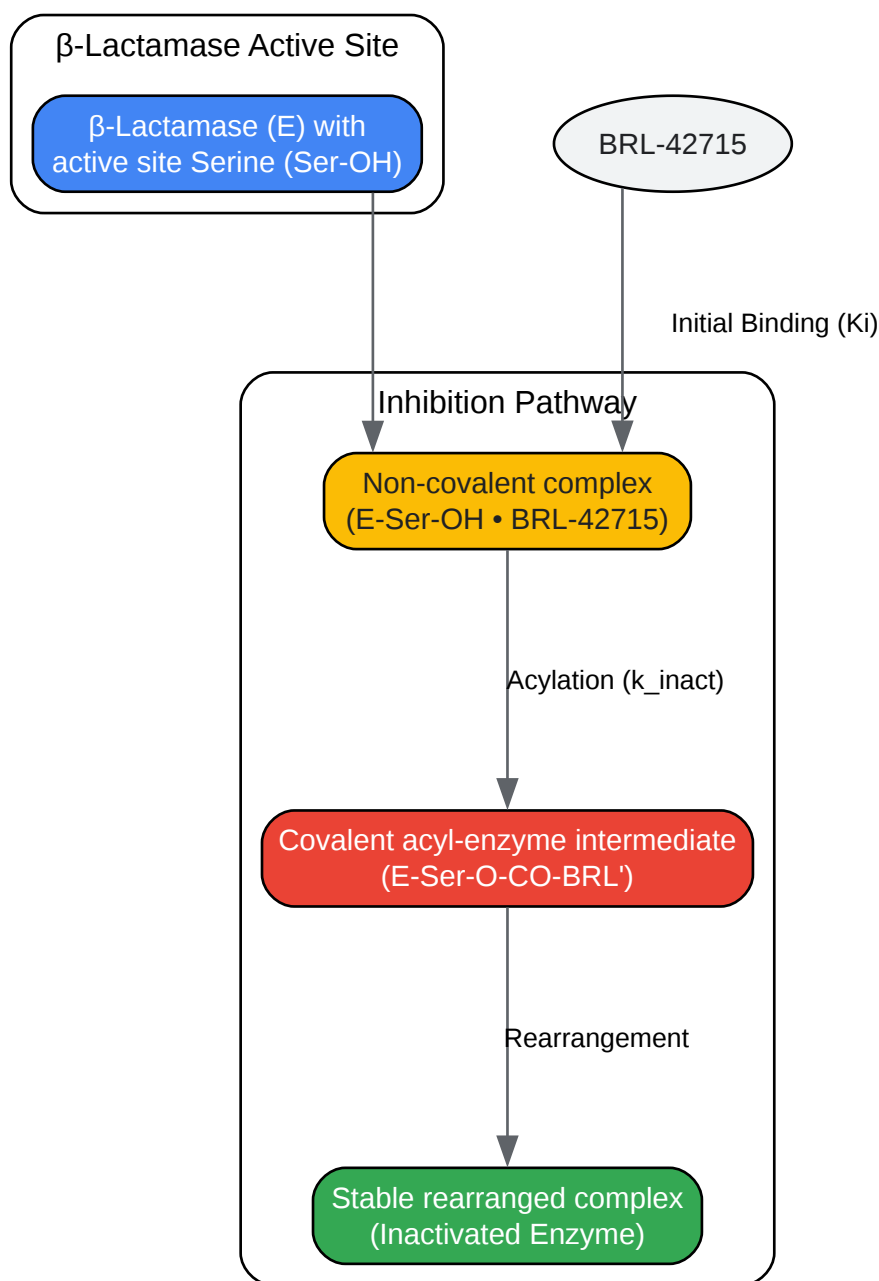 β-Lactamase Active Site
β-Lactamase (E) with
active site Serine (Ser-OH)
BRL-42715
Initial Binding (Ki)
Inhibition Pathway
Non-covalent complex
(E-Ser-OH • BRL-42715)
Acylation (k_inact)
Covalent acyl-enzyme intermediate
(E-Ser-O-CO-BRL')
Rearrangement
Stable rearranged complex
(Inactivated Enzyme)